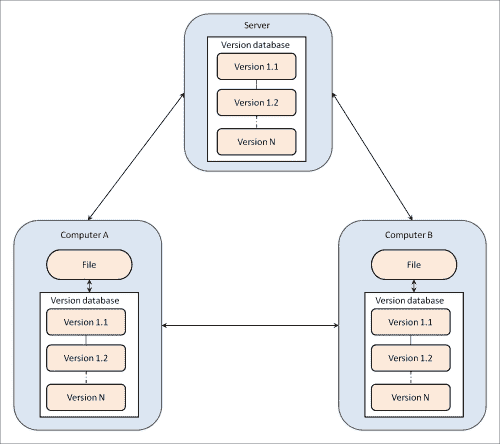 Server
Version database
Version 1.1
Version 1.2
Version N
Computer A
File
Version database
Version 1.1
Version 1.2
Version N
Computer B
File
Version database
Version 1.1
Version 1.2
Version N